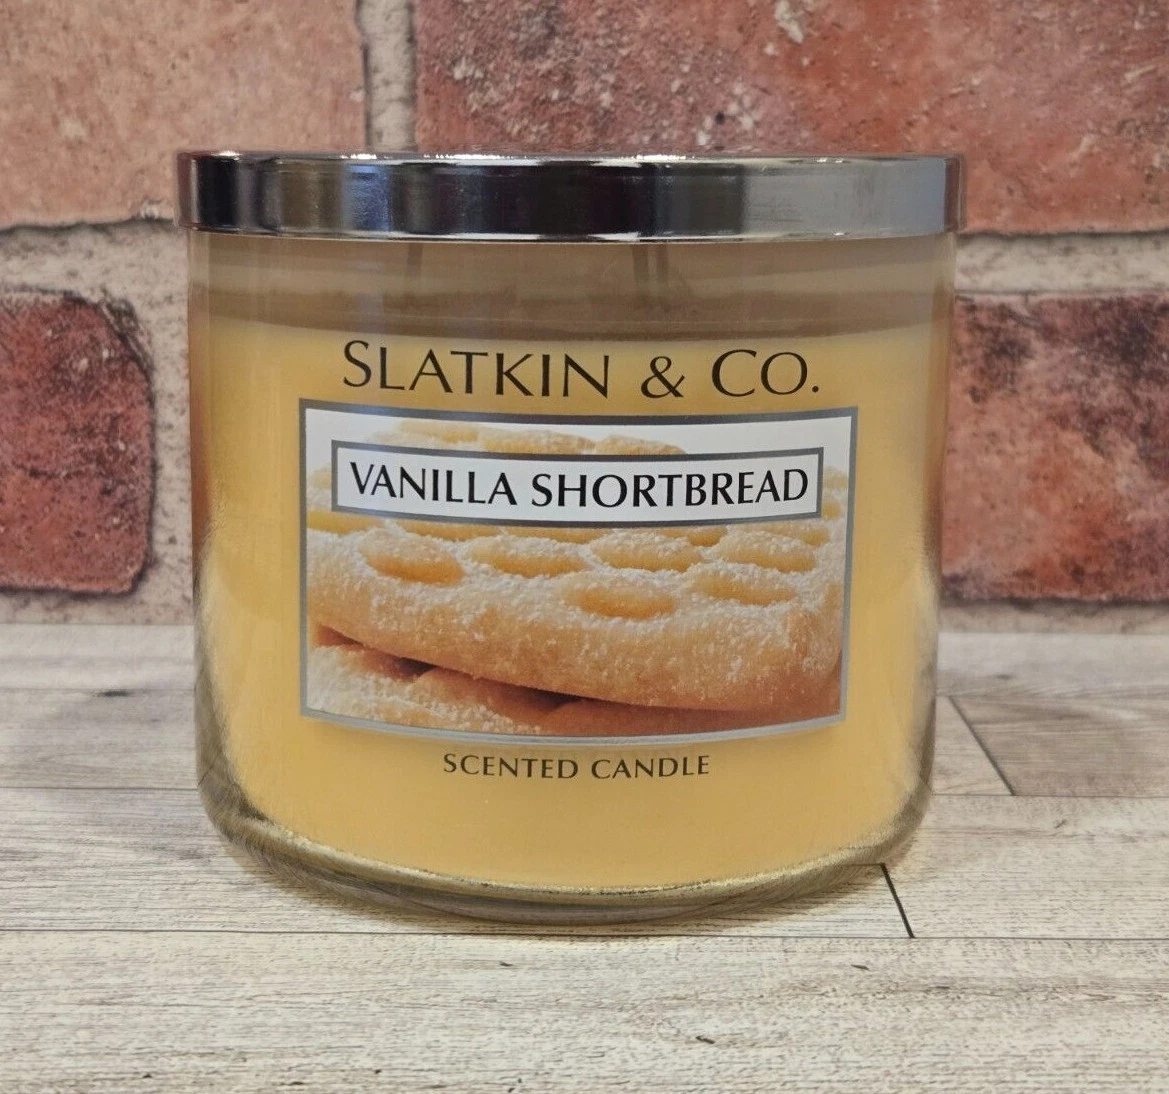 SLATKIN & CO.
VANILLA SHORTBREAD
SCENTED CANDLE